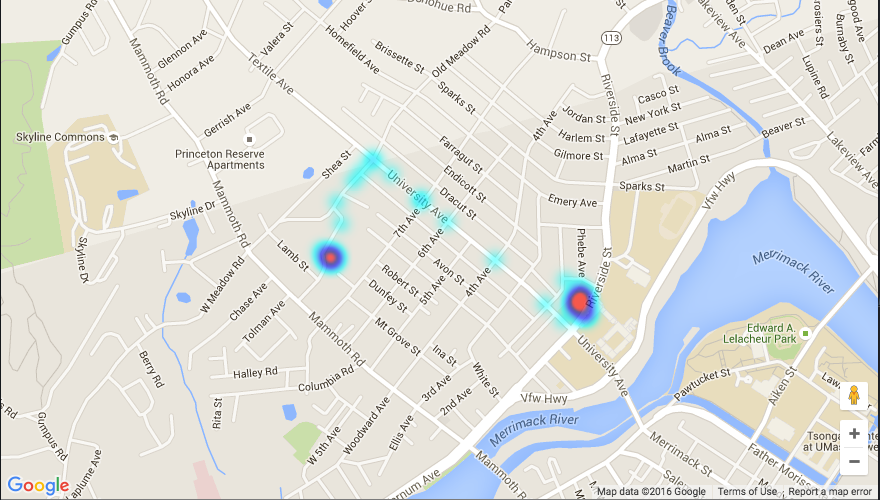 Hoover St
Donohue Rd
Gumpus Rd
Glennon Ave
Valera St
Homefield Ave
Brissette St
Old Meadow Rd
Hampson St
113
Beaver Brook
Lakeview Ave
Dean Ave
Lupine Rd
Burnaby St
Mammoth Rd
Honora Ave
Textile Ave
Sparks St
Riverside St
Casco St
New York St
Lafayette St
Alma St
Alma St
Beaver St
Jordan St
Harlem St
Gilmore St
4th Ave
Martin St
Lakeview Ave
Gerrish Ave
Skyline Commons
Princeton Reserve
Apartments
Shea St
Farragut St
Endicott St
Dracut St
Sparks St
Emery Ave
Vfw Hwy
Skyline Dr
Mammoth Rd
University Ave
7th Ave
6th Ave
Phebe Ave
Riverside St
Merrimack River
Skyline Dr
Lamb St
W Meadow Rd
Avon St
Robert St
Dunfey St
5th Ave
4th Ave
Chase Ave
Tolman Ave
Mammoth Rd
Mt Grove St
Ina St
White St
University Ave
Edward A.
Lelacheur Park
Berry Rd
Halley Rd
Columbia Rd
3rd Ave
2nd Ave
Vfw Hwy
Pawtucket St
Aiken St
Rita St
Gumpus Rd
Woodward Ave
Ellis Ave
W 5th Ave
Merrimack River
Merrimack St
Father Morisse
Tsonga
at UMas
Laplume Ave
Mammoth Rd
Google
Map data ©2016 Google
Terms of Use
Report a map error
+
−